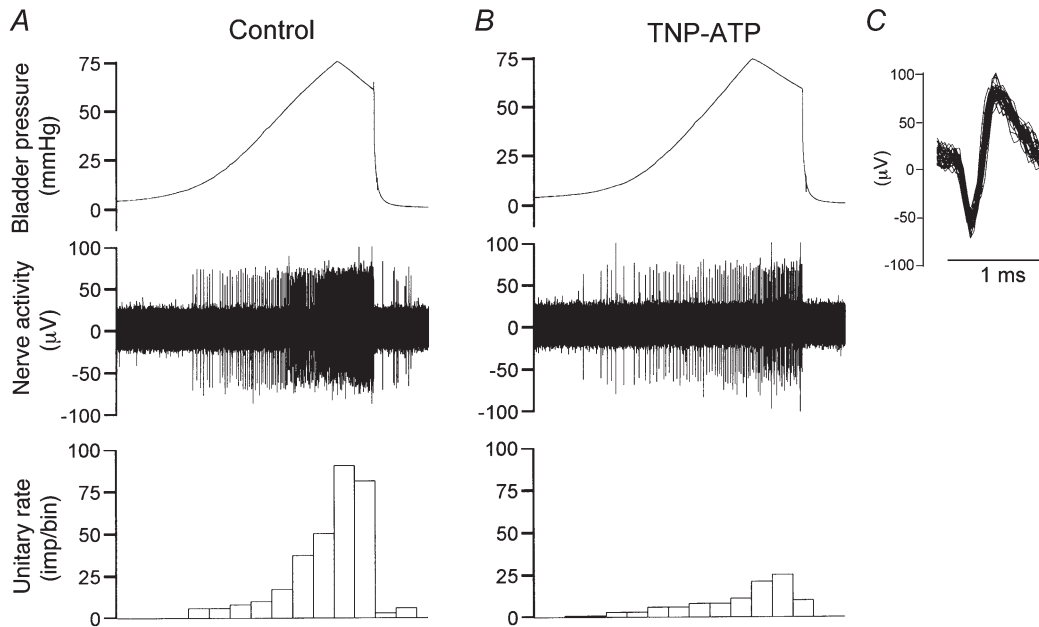 A
Control
Bladder pressure
(mmHg)
75
50
25
0
Nerve activity
(μV)
100
50
0
-50
-100
Unitary rate
(imp/bin)
100
75
50
25
0
B
TNP-ATP
75
50
25
0
100
50
0
-50
-100
100
75
50
25
0
C
(μV)
100
50
0
-50
-100
1 ms